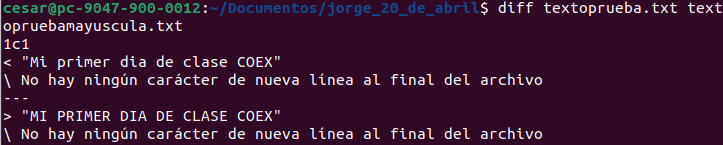 cesar@pc-9047-900-0012:~/Documentos/jorge_20_de_abril$ diff textoprueba.txt text
opruebamayuscula.txt
1c1
< "Mi primer dia de clase COEX"
\ No hay ningún carácter de nueva línea al final del archivo
---
> "MI PRIMER DIA DE CLASE COEX"
\ No hay ningún carácter de nueva línea al final del archivo